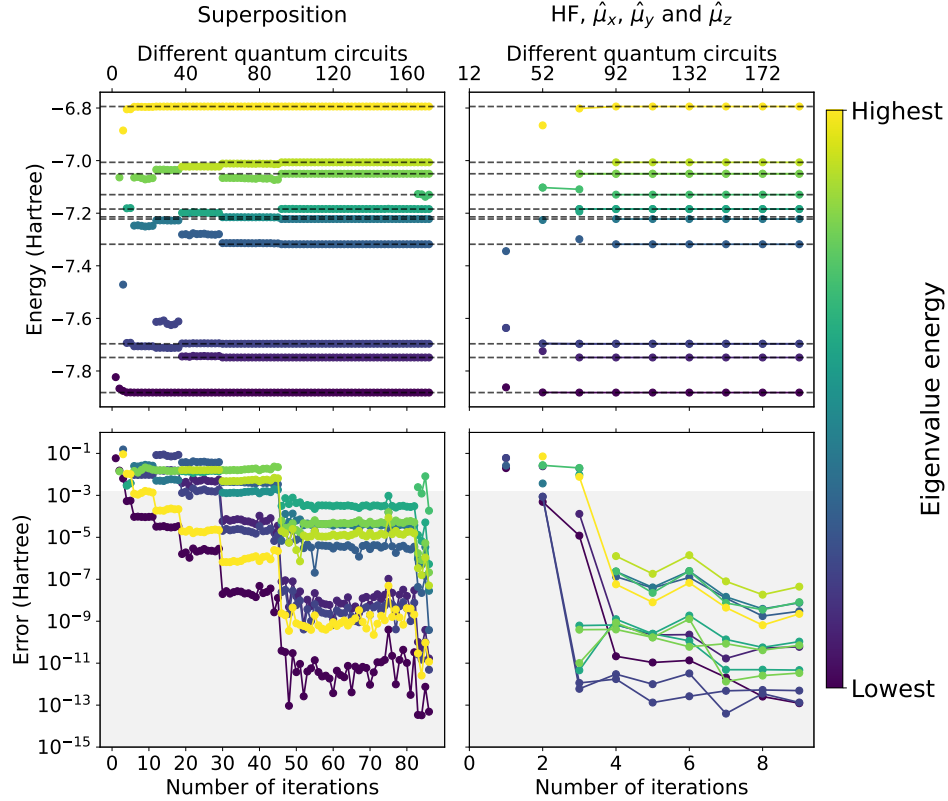 Superposition
HF, μ̂x, μ̂y and μ̂z
Different quantum circuits
Different quantum circuits
0 40 80 120 160
12 52 92 132 172
Energy (Hartree)
−6.8
−7.0
−7.2
−7.4
−7.6
−7.8
Highest
Eigenvalue energy
Lowest
Error (Hartree)
10⁻¹
10⁻³
10⁻⁵
10⁻⁷
10⁻⁹
10⁻¹¹
10⁻¹³
10⁻¹⁵
0 10 20 30 40 50 60 70 80
0 2 4 6 8
Number of iterations
Number of iterations